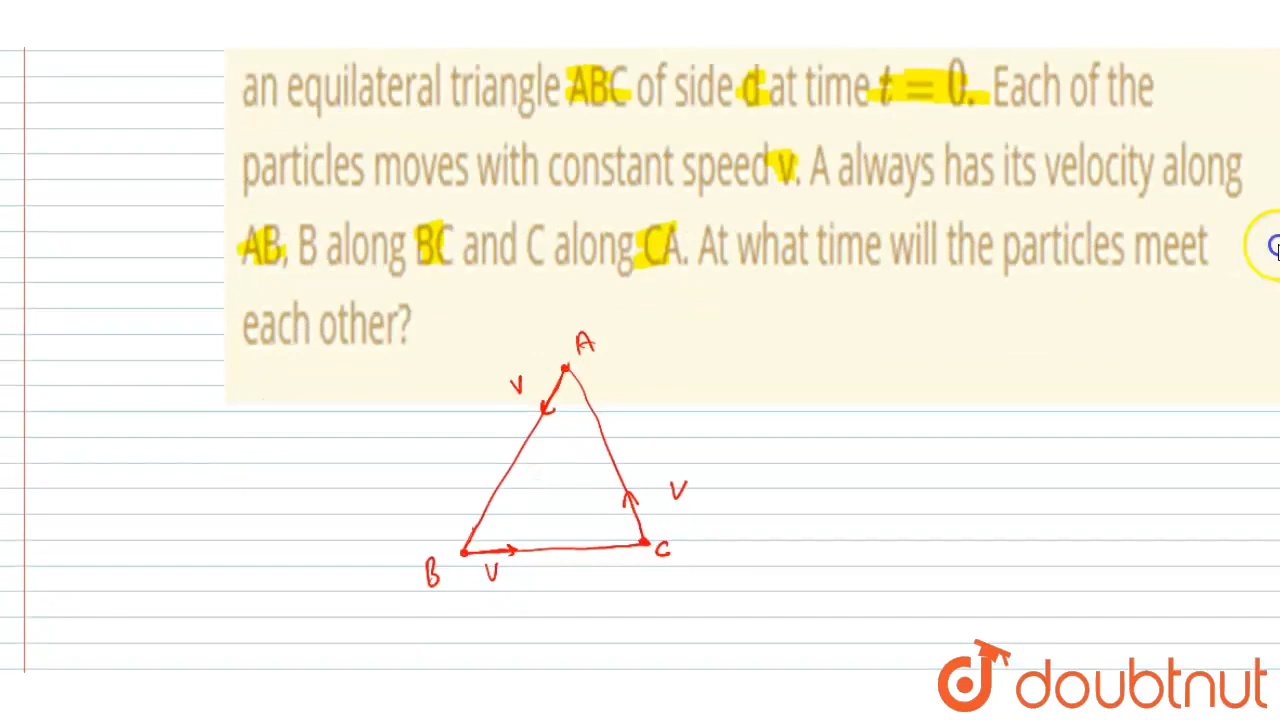 an equilateral triangle ABC of side d at time t = 0. Each of the
particles moves with constant speed v. A always has its velocity along
AB, B along BC and C along CA. At what time will the particles meet
each other?
A
V
V
C
B
V
doubtnut